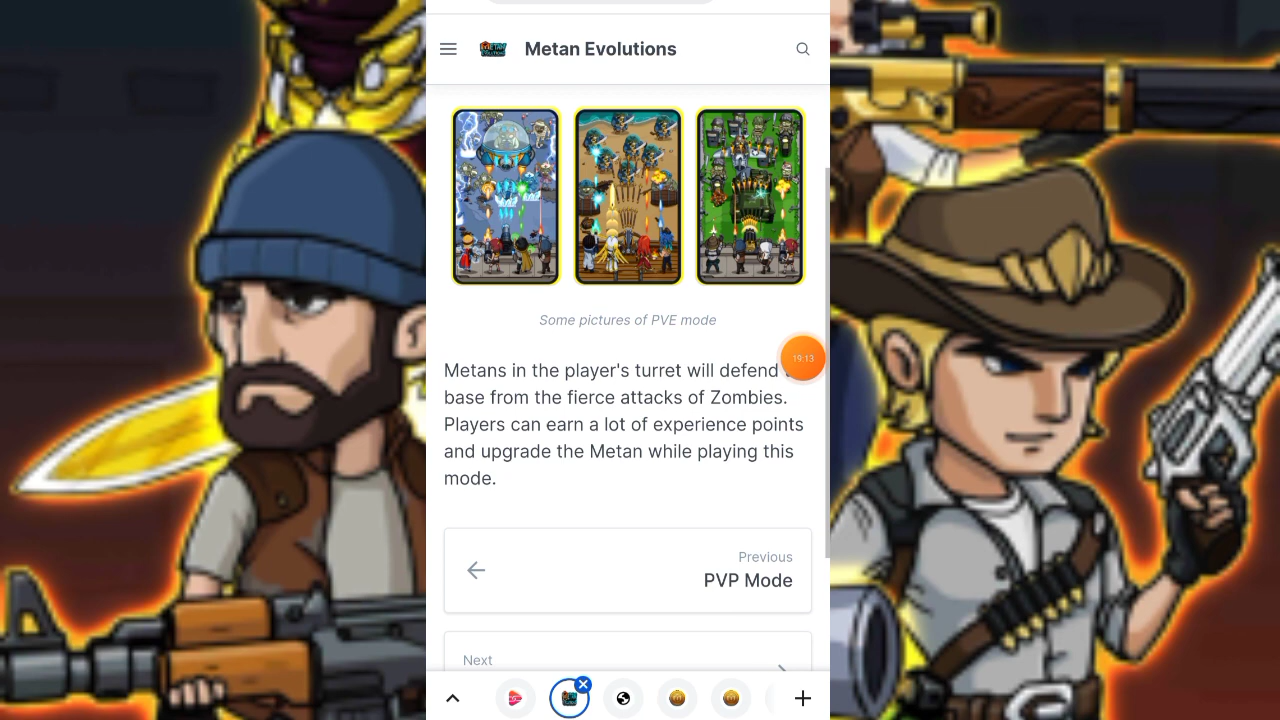 Metan Evolutions
Some pictures of PVE mode
Metans in the player's turret will defend
19:13
base from the fierce attacks of Zombies.
Players can earn a lot of experience points
and upgrade the Metan while playing this
mode.
Previous
PVP Mode
Next